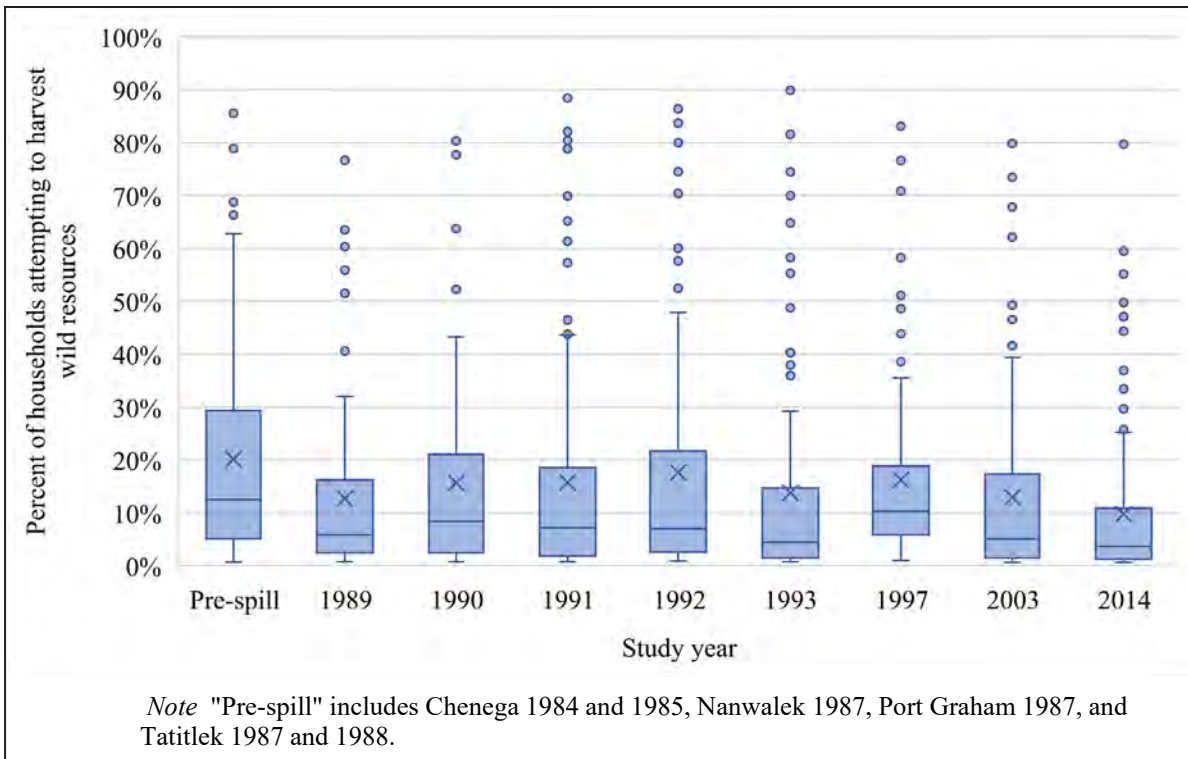 100%
90%
80%
70%
60%
50%
40%
30%
20%
10%
0%
Percent of households attempting to harvest
wild resources
Pre-spill 1989 1990 1991 1992 1993 1997 2003 2014
Study year
Note "Pre-spill" includes Chenega 1984 and 1985, Nanwalek 1987, Port Graham 1987, and
Tatitlek 1987 and 1988.